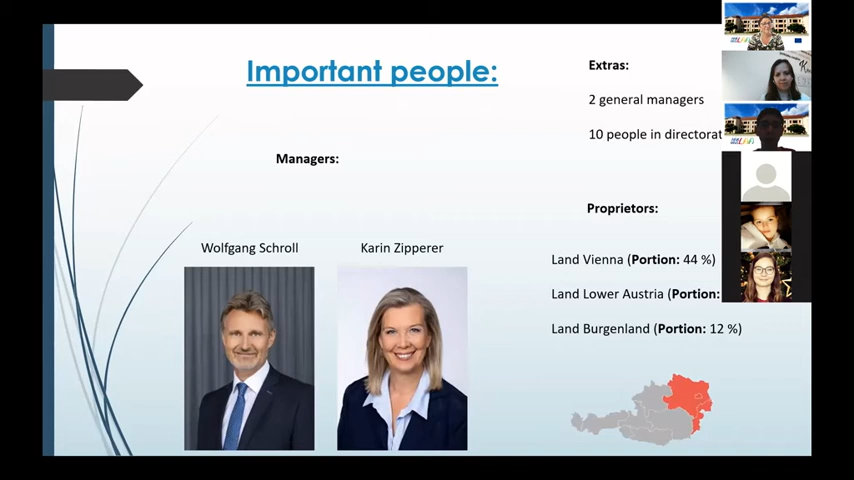 Important people:
Extras:
2 general managers
10 people in directorat
Managers:
Proprietors:
Wolfgang Schroll
Karin Zipperer
Land Vienna (Portion: 44 %)
Land Lower Austria (Portion:
Land Burgenland (Portion: 12 %)